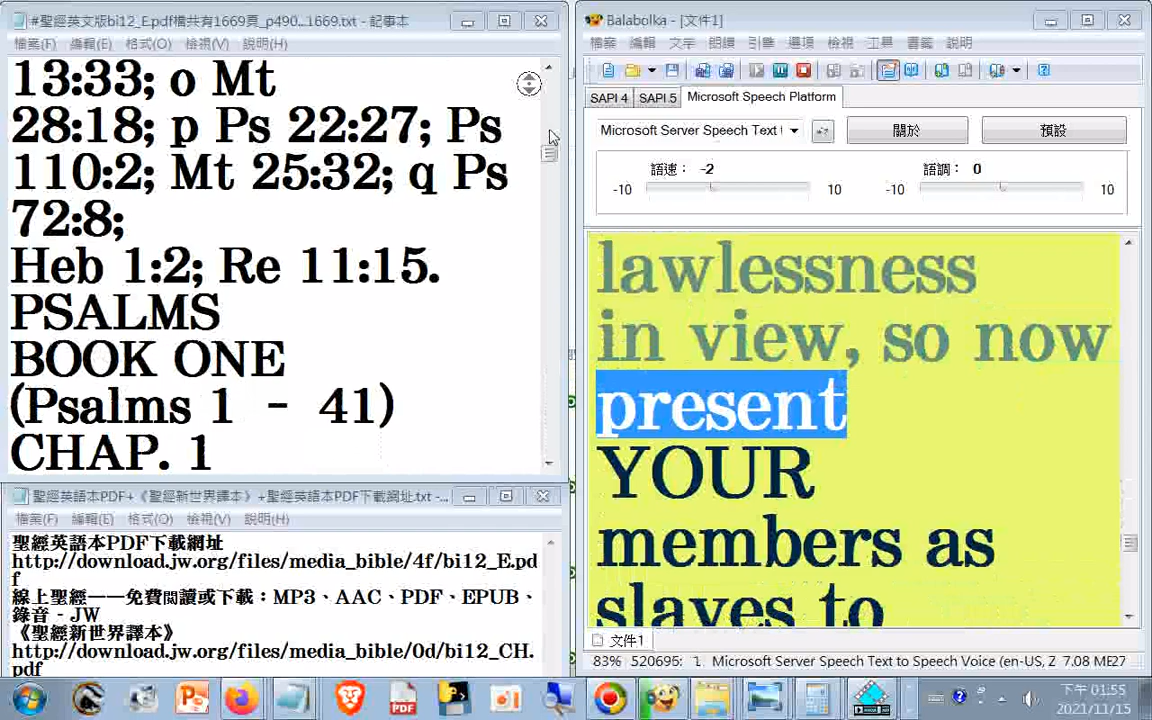 #聖經英文版bi12_E.pdf檔共有1669頁_p490...1669.txt - 記事本
檔案(F) 編輯(E) 格式(O) 檢視(V) 說明(H)
13:33; o Mt
28:18; p Ps 22:27; Ps
110:2; Mt 25:32; q Ps
72:8;
Heb 1:2; Re 11:15.
PSALMS
BOOK ONE
(Psalms 1 - 41)
CHAP. 1
聖經英語本PDF+《聖經新世界譯本》+聖經英語本PDF下載網址.txt -...
檔案(F) 編輯(E) 格式(O) 檢視(V) 說明(H)
聖經英語本PDF下載網址
http://download.jw.org/files/media_bible/4f/bi12_E.pd
f
線上聖經——免費閱讀或下載：MP3、AAC、PDF、EPUB、
錄音 - JW
《聖經新世界譯本》
http://download.jw.org/files/media_bible/0d/bi12_CH.
pdf
Balabolka - [文件1]
檔案 編輯 文字 朗讀 引擎 選項 檢視 工具 書籤 說明
SAPI 4 SAPI 5 Microsoft Speech Platform
Microsoft Server Speech Text 關於 預設
語速： -2 語調： 0
-10 10 -10 10
lawlessness
in view, so now
present
YOUR
members as
slaves to
文件1
83% 520695: Microsoft Server Speech Text to Speech Voice (en-US, Z 7.08 ME27
下午 01:55
2021/11/15